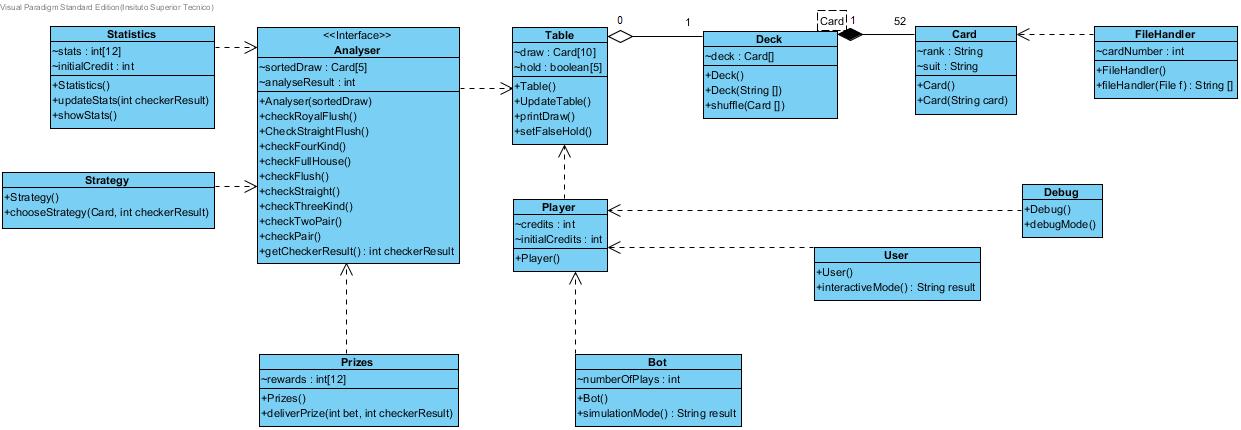 Visual Paradigm Standard Edition(Insituto Superior Tecnico)
Statistics
~stats : int[12]
~initialCredit : int
+Statistics()
+updateStats(int checkerResult)
+showStats()
<<Interface>>
Analyser
~sortedDraw : Card[5]
~analyseResult : int
+Analyser(sortedDraw)
+checkRoyalFlush()
+CheckStraightFlush()
+checkFourKind()
+checkFullHouse()
+checkFlush()
+checkStraight()
+checkThreeKind()
+checkTwoPair()
+checkPair()
+getCheckerResult() : int checkerResult
Table
~draw : Card[10]
~hold : boolean[5]
+Table()
+UpdateTable()
+printDraw()
+setFalseHold()
0
1
Deck
~deck : Card[]
+Deck()
+Deck(String [])
+shuffle(Card [])
Card
1
52
Card
~rank : String
~suit : String
+Card()
+Card(String card)
FileHandler
~cardNumber : int
+FileHandler()
+fileHandler(File f) : String []
Strategy
+Strategy()
+chooseStrategy(Card, int checkerResult)
Player
~credits : int
~initialCredits : int
+Player()
Debug
+Debug()
+debugMode()
User
+User()
+interactiveMode() : String result
Prizes
~rewards : int[12]
+Prizes()
+deliverPrize(int bet, int checkerResult)
Bot
~numberOfPlays : int
+Bot()
+simulationMode() : String result